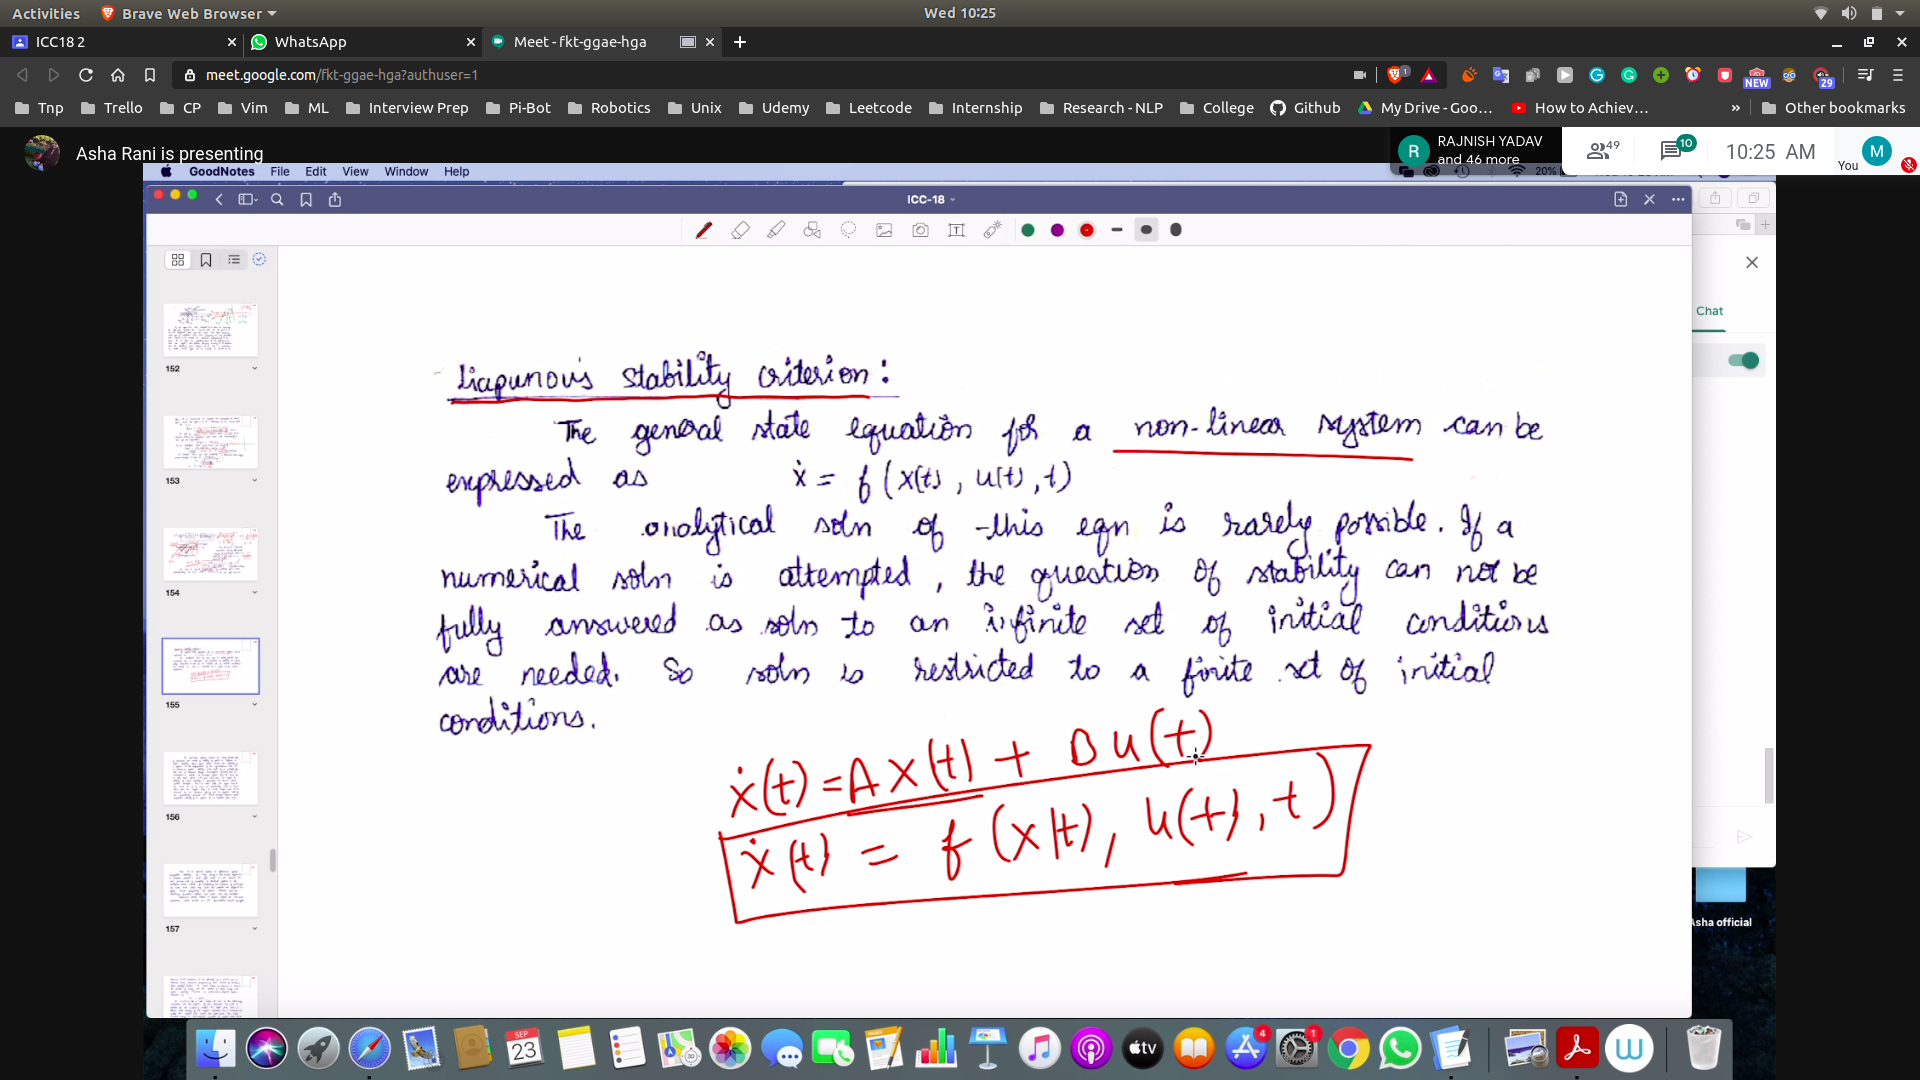 Activities Brave Web Browser Wed 10:25
ICC18 2 WhatsApp Meet - fkt-ggae-hga
meet.google.com/fkt-ggae-hga?authuser=1 1 NEW 29
Tnp Trello CP Vim ML Interview Prep Pi-Bot Robotics Unix Udemy Leetcode Internship Research - NLP College Github My Drive - Goo... How to Achiev... » Other bookmarks
Asha Rani is presenting
R RAJNISH YADAV and 46 more 49 10 10:25 AM You M
GoodNotes File Edit View Window Help 20%
ICC-18
152
153
154
155
156
157
Chat
Liapunov's stability criterion:
The general state equation for a non-linear system can be
expressed as ẋ = f (x(t), u(t), t)
The analytical soln of this eqn is rarely possible. If a
numerical soln is attempted, the question of stability can not be
fully answered as soln to an infinite set of initial conditions
are needed. So soln is restricted to a finite set of initial
conditions.
ẋ(t) = A x(t) + B u(t)
ẋ(t) = f (x(t), u(t), t)
Asha official
SEP
23
tv
4
1